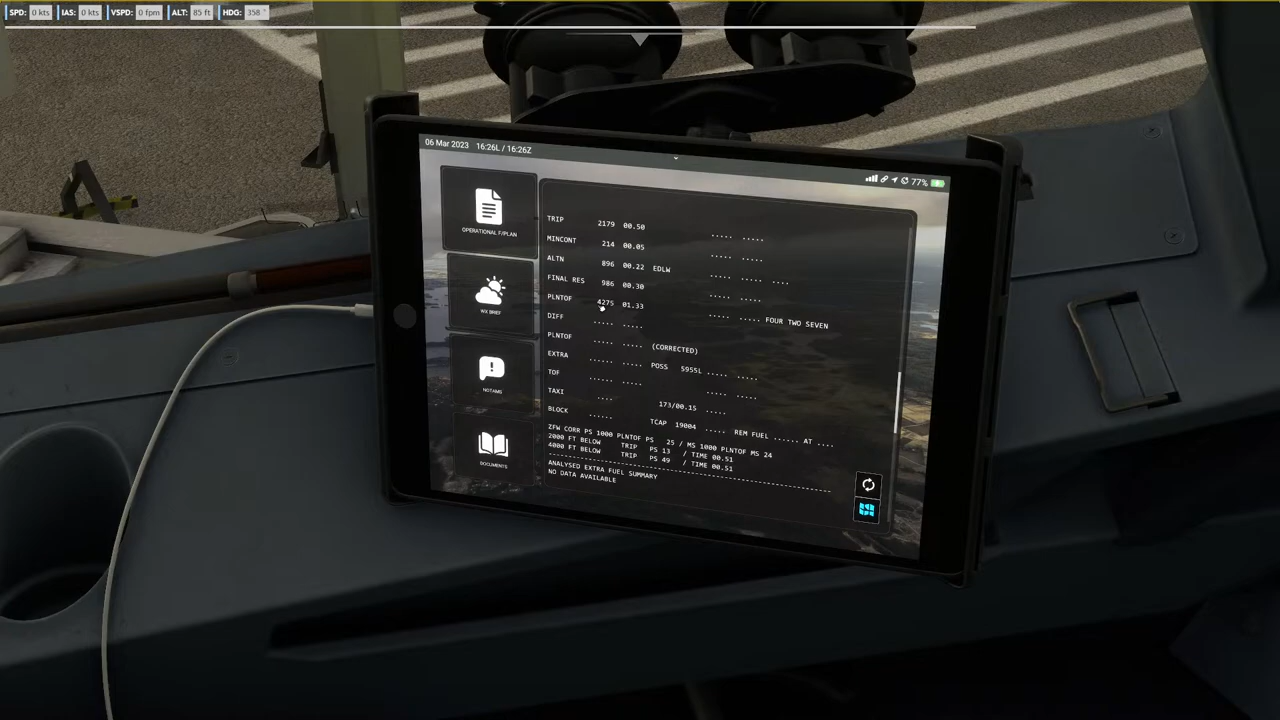 SPD: 0 kts IAS: 0 kts VSPD: 0 fpm ALT: 85 ft HDG: 358 °
06 Mar 2023 16:26L / 16:26Z 77%
OPERATIONAL F/PLAN
WX BRIEF
NOTAMS
DOCUMENTS
TRIP 2179 00.50 ..... .....
MINCONT 214 00.05 ..... .....
ALTN 896 00.22 EDLW ..... ..... ....
FINAL RES 986 00.30 ..... .....
PLNTOF 4275 01.33 ..... ..... FOUR TWO SEVEN
DIFF ..... .....
PLNTOF ..... ..... (CORRECTED)
EXTRA ...... ..... POSS 5955L ..... .....
TOF ...... ..... ..... .....
TAXI .... 173/00.15 .....
BLOCK ...... TCAP 19004 ..... REM FUEL ...... AT ....
ZFW CORR PS 1000 PLNTOF PS 25 / MS 1000 PLNTOF MS 24
2000 FT BELOW TRIP PS 13 / TIME 00.51
4000 FT BELOW TRIP PS 49 / TIME 00.51
ANALYSED EXTRA FUEL SUMMARY
NO DATA AVAILABLE